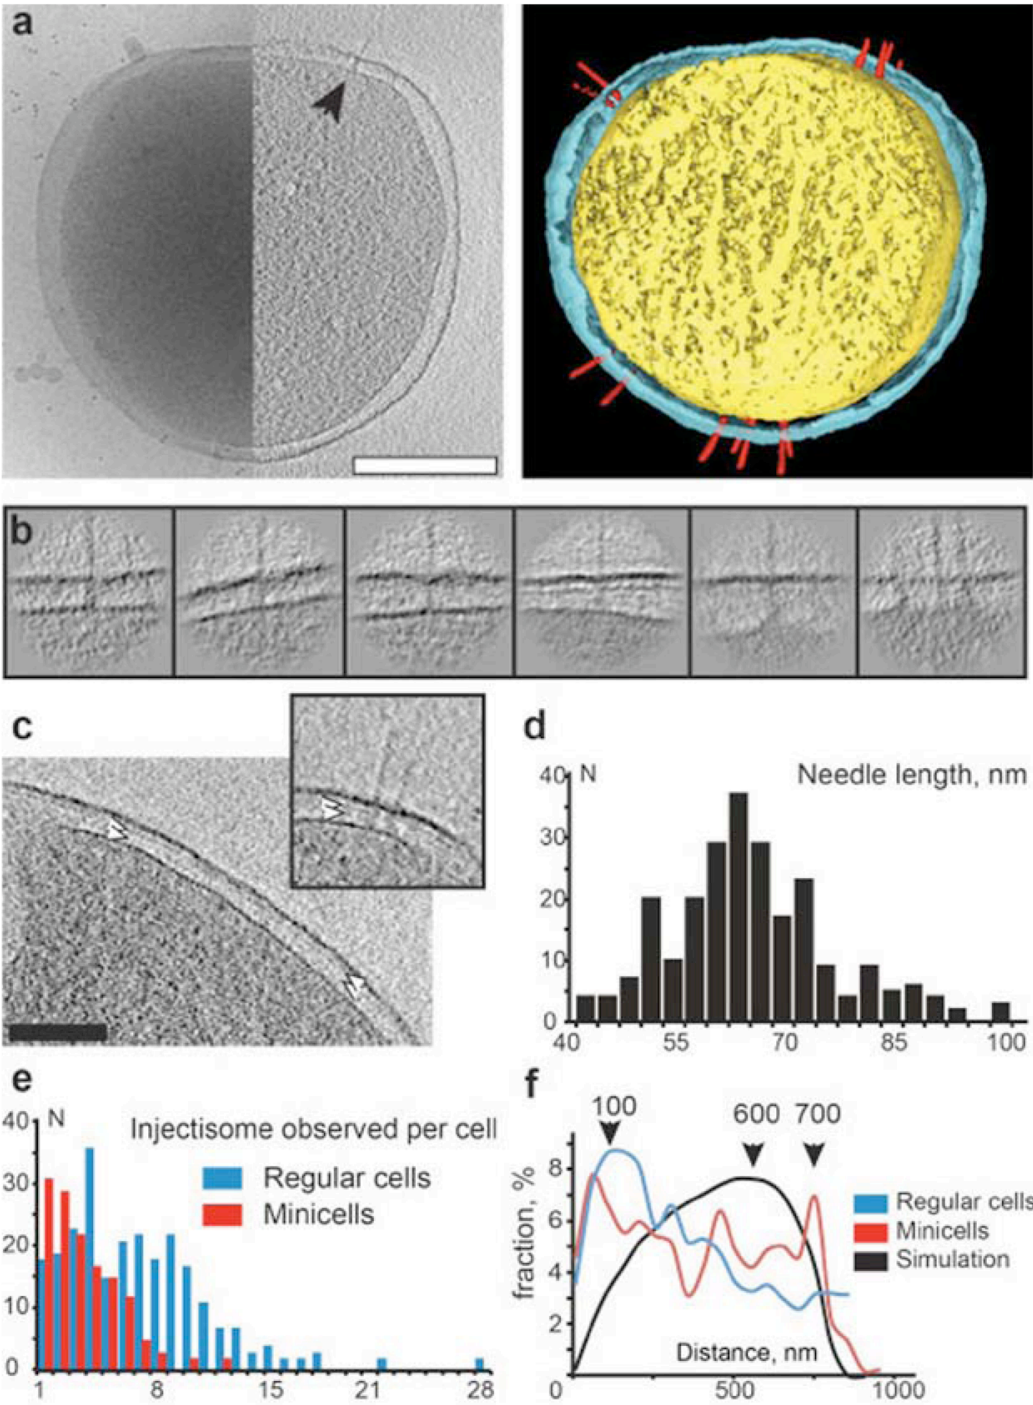 a
b
c
d
40 N
Needle length, nm
30
20
10
0
40 55 70 85 100
e
40 N
Injectisome observed per cell
30
Regular cells
Minicells
20
10
0
1 8 15 21 28
f
100 600 700
fraction, %
8
6
4
2
0
Regular cells
Minicells
Simulation
Distance, nm
500 1000